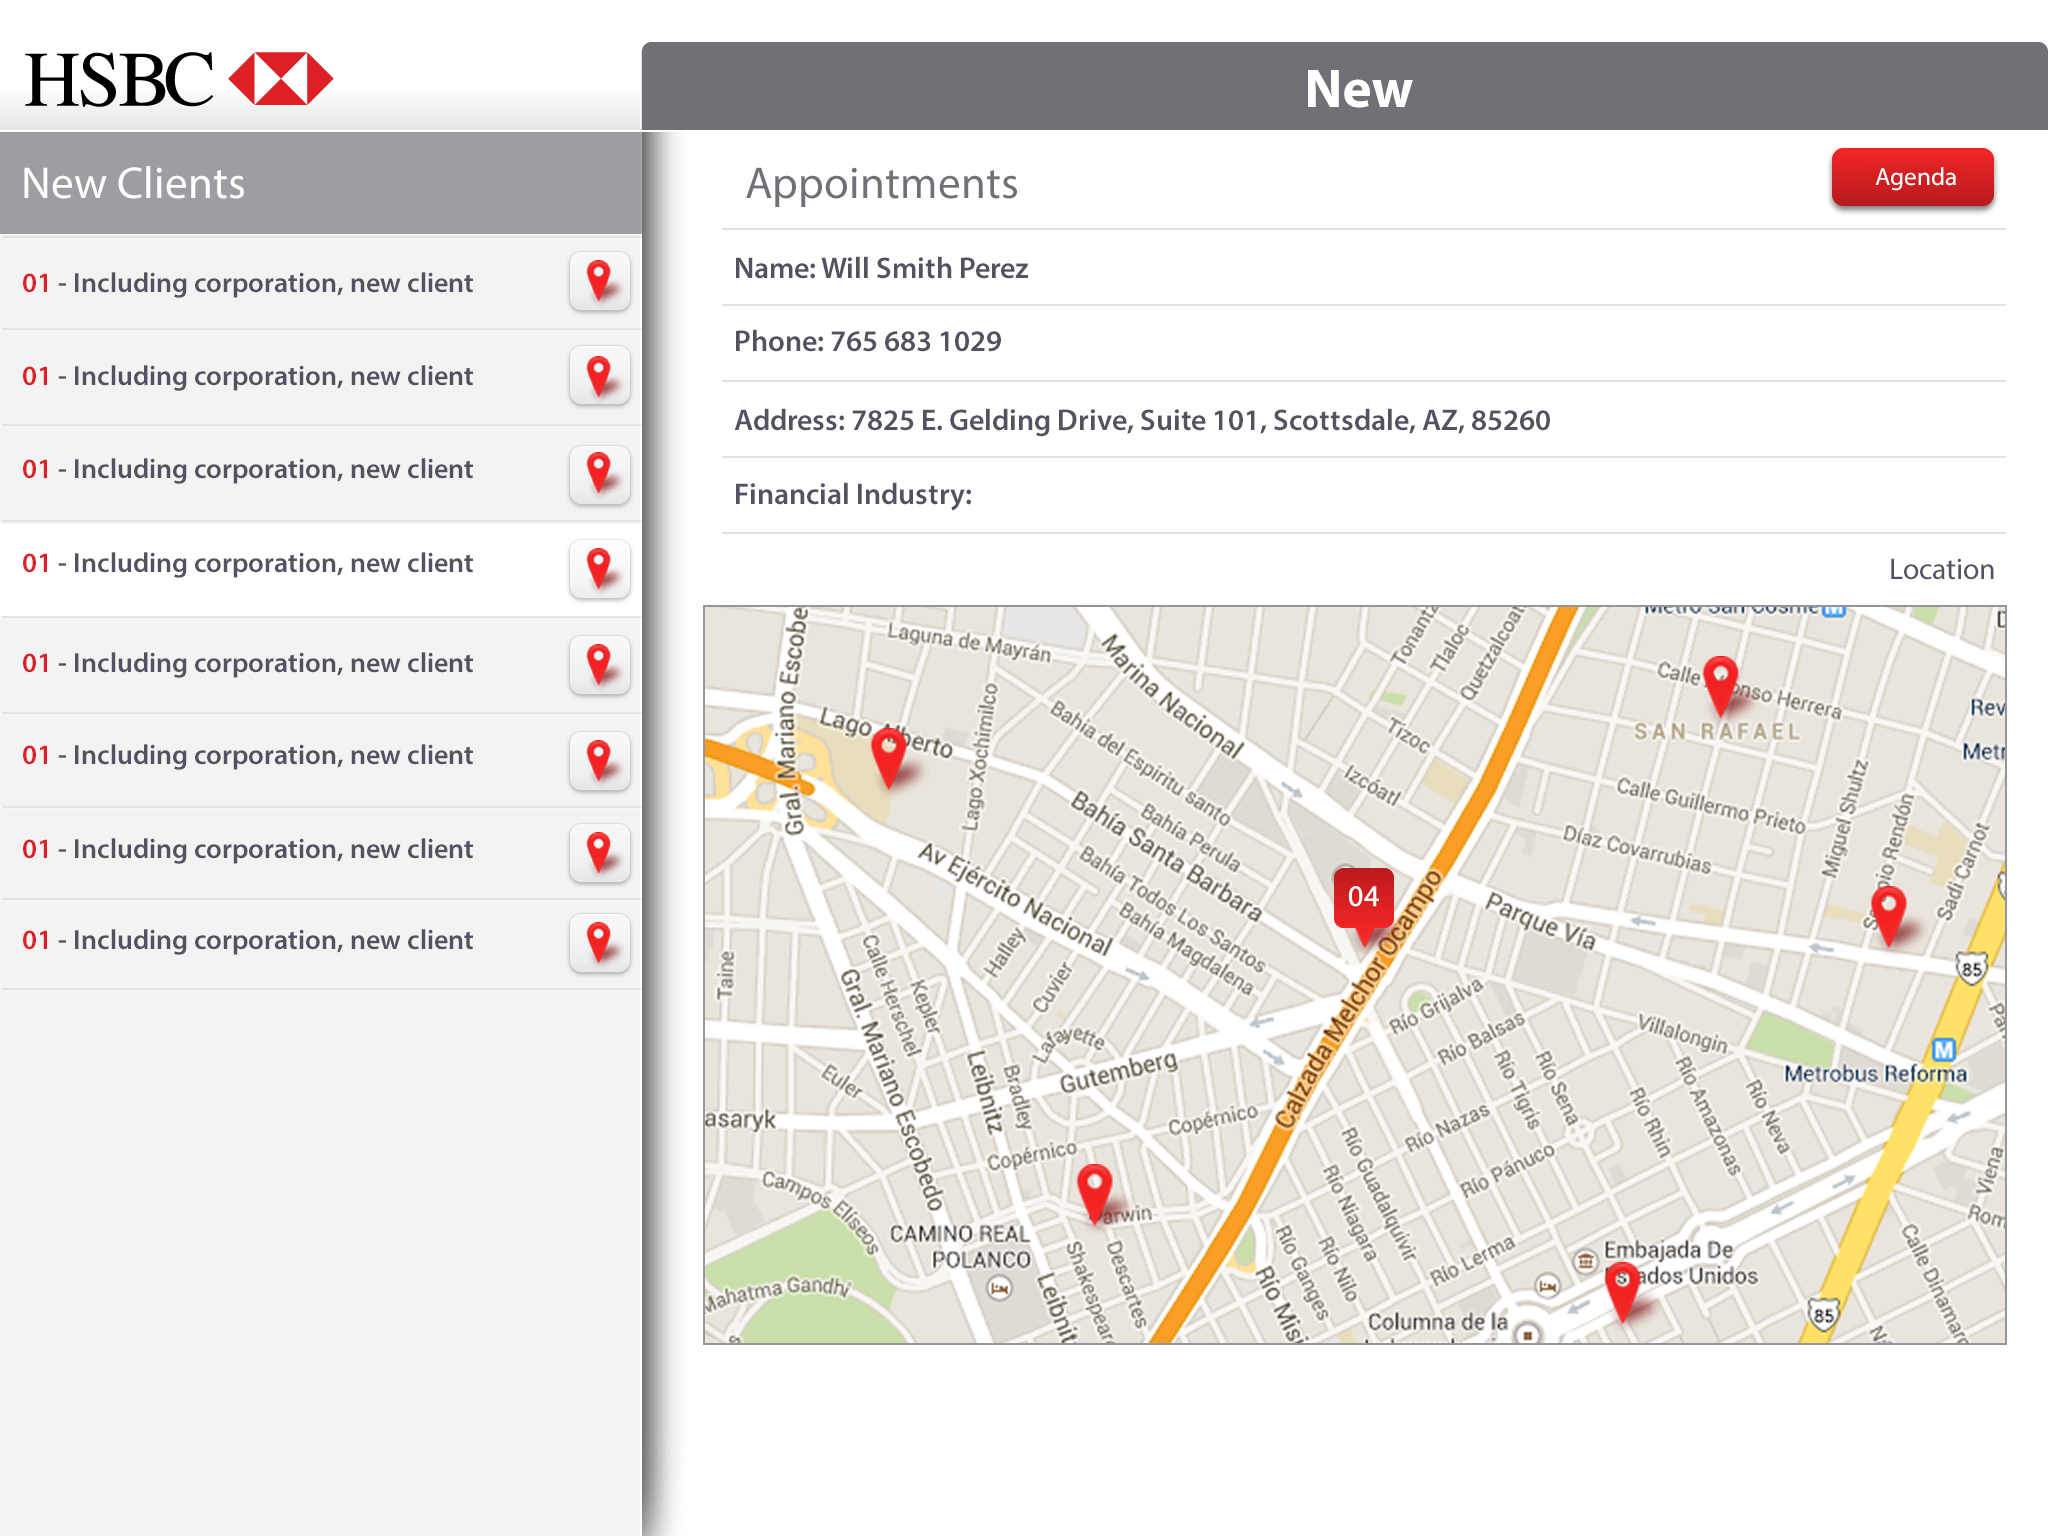 HSBC
New
New Clients
01 - Including corporation, new client
01 - Including corporation, new client
01 - Including corporation, new client
01 - Including corporation, new client
01 - Including corporation, new client
01 - Including corporation, new client
01 - Including corporation, new client
01 - Including corporation, new client
Appointments
Agenda
Name: Will Smith Perez
Phone: 765 683 1029
Address: 7825 E. Gelding Drive, Suite 101, Scottsdale, AZ, 85260
Financial Industry:
Location
Metro San Cosme
Laguna de Mayrán
Marina Nacional
Tonantz
Tlaloc
Quetzalcoat
Calle
onso Herrera
SAN RAFAEL
Rev
Metr
Gral. Mariano Escobe
Lago
berto
Lago Xochimilco
Bahia del Espíritu santo
Tizoc
Izcóatl
Bahía Perula
Bahía Santa Barbara
Calle Guillermo Prieto
Díaz Covarrubias
Miguel Shultz
pio Rendón
Sadi Carnot
Av Ejército Nacional
Bahía Todos Los Santos
Bahía Magdalena
04
Calzada Melchor Ocampo
Parque Vía
85
Taine
Calle Herschel
Kepler
Halley
Cuvier
Gral. Mariano Escobedo
Lafayette
Gutemberg
Río Grijalva
Río Balsas
Villalongin
M
Metrobus Reforma
Euler
Leibnitz
Bradley
Río Tigris
Río Sena
Río Rhin
Río Amazonas
Río Neva
asaryk
Copérnico
Copérnico
Río Nazas
Río Pánuco
Río Guadalquivir
Río Niagara
Campos Elíseos
arwin
Viena
Rom
CAMINO REAL
POLANCO
Shakespear
Descartes
Río Ganges
Río Nilo
Río Lerma
Embajada De
ados Unidos
Calle Dinamarc
Mahatma Gandhi
Leibnit
Río Misi
Columna de la
85